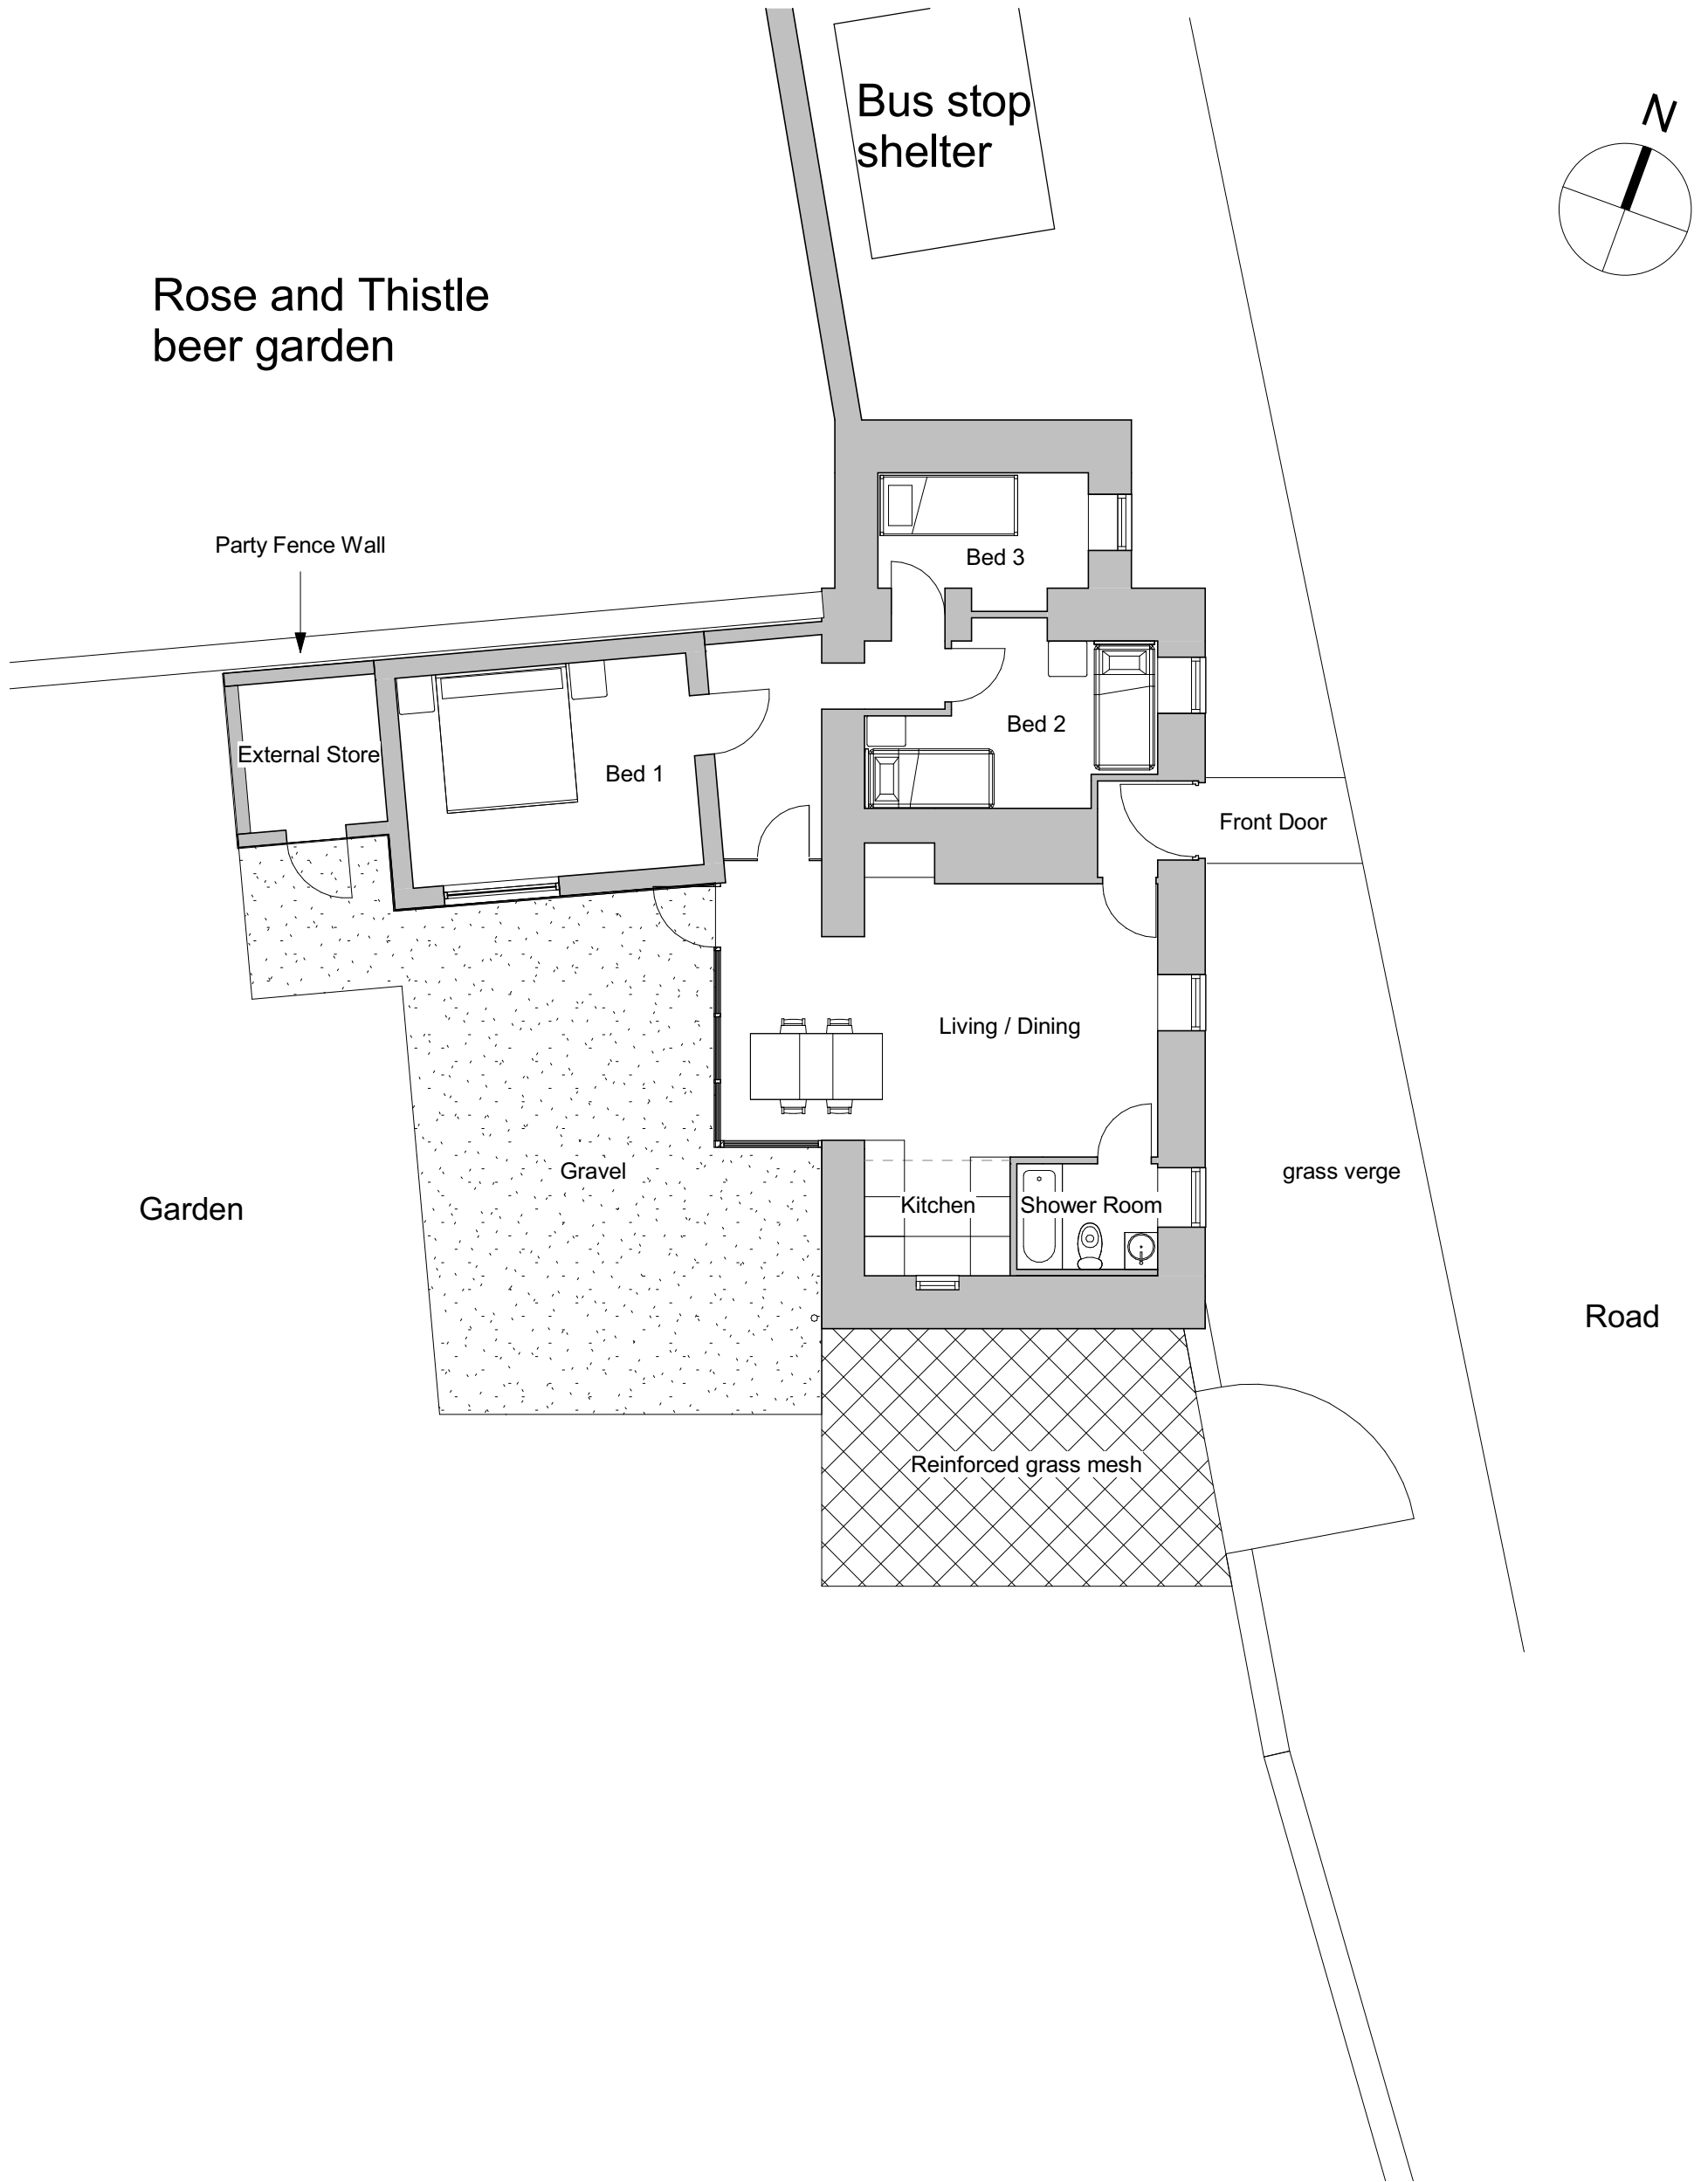 Bus stop
shelter
N
Rose and Thistle
beer garden
Party Fence Wall
Bed 3
External Store
Bed 1
Bed 2
Front Door
Living / Dining
Gravel
grass verge
Garden
Kitchen
Shower Room
Road
Reinforced grass mesh